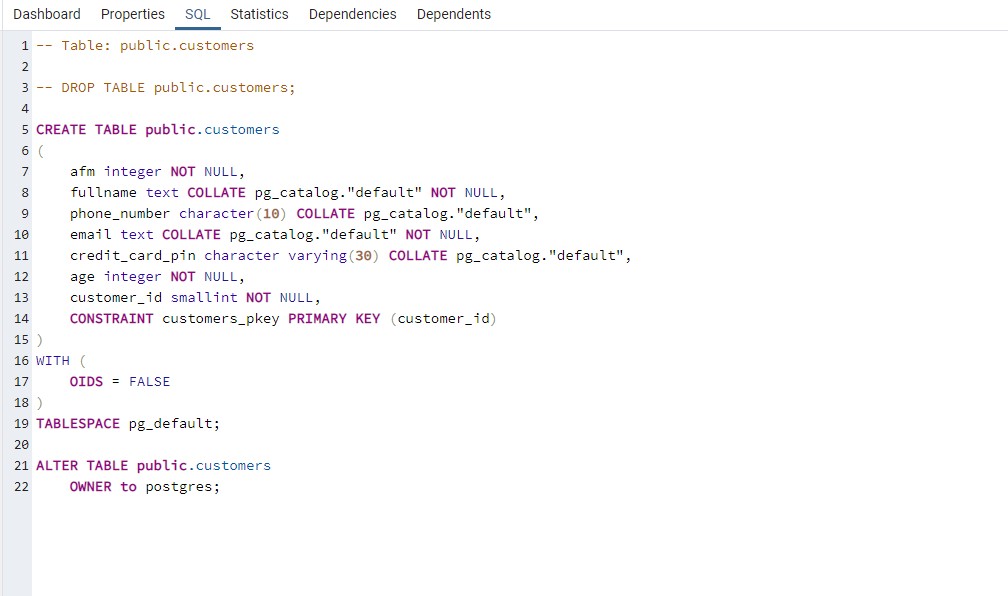 Dashboard Properties SQL Statistics Dependencies Dependents
1 -- Table: public.customers
2
3 -- DROP TABLE public.customers;
4
5 CREATE TABLE public.customers
6 (
7     afm integer NOT NULL,
8     fullname text COLLATE pg_catalog."default" NOT NULL,
9     phone_number character(10) COLLATE pg_catalog."default",
10     email text COLLATE pg_catalog."default" NOT NULL,
11     credit_card_pin character varying(30) COLLATE pg_catalog."default",
12     age integer NOT NULL,
13     customer_id smallint NOT NULL,
14     CONSTRAINT customers_pkey PRIMARY KEY (customer_id)
15 )
16 WITH (
17     OIDS = FALSE
18 )
19 TABLESPACE pg_default;
20
21 ALTER TABLE public.customers
22     OWNER to postgres;